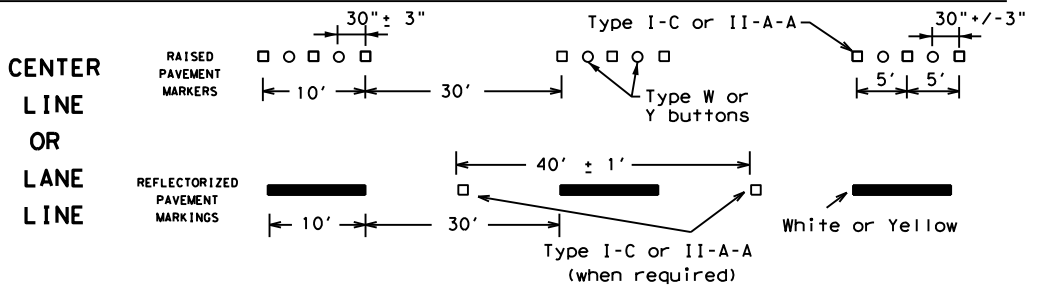 CENTER
LINE
OR
LANE
LINE
RAISED
PAVEMENT
MARKERS
30"± 3"
Type I-C or II-A-A
30"+/-3"
10'
30'
Type W or
Y buttons
5'
5'
REFLECTORIZED
PAVEMENT
MARKINGS
40' ± 1'
10'
30'
Type I-C or II-A-A
(when required)
White or Yellow